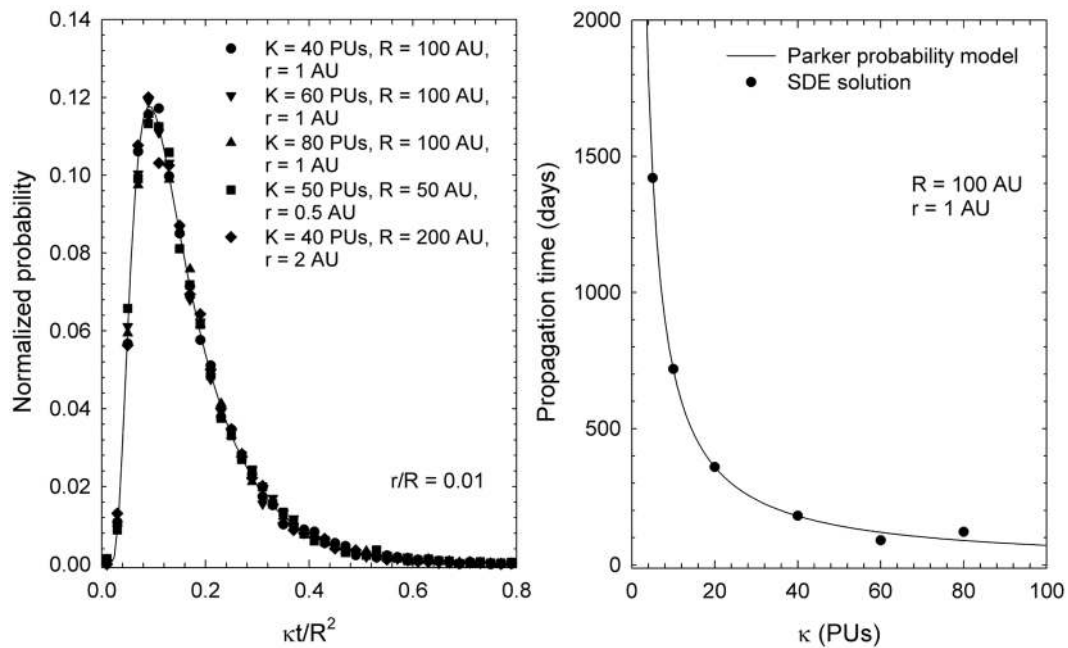 0.14
0.12
0.10
0.08
0.06
0.04
0.02
0.00
Normalized probability
K = 40 PUs, R = 100 AU,
r = 1 AU
K = 60 PUs, R = 100 AU,
r = 1 AU
K = 80 PUs, R = 100 AU,
r = 1 AU
K = 50 PUs, R = 50 AU,
r = 0.5 AU
K = 40 PUs, R = 200 AU,
r = 2 AU
r/R = 0.01
0.0 0.2 0.4 0.6 0.8
κt/R²
2000
1500
1000
500
0
Propagation time (days)
Parker probability model
SDE solution
R = 100 AU
r = 1 AU
0 20 40 60 80 100
κ (PUs)